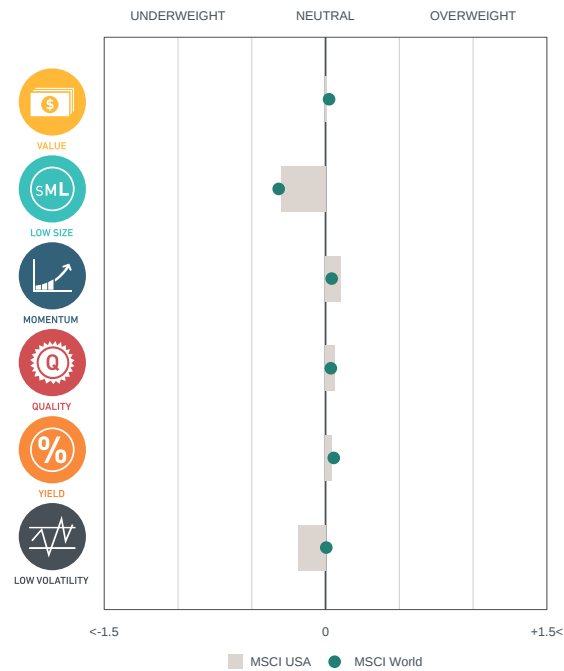 UNDERWEIGHT NEUTRAL OVERWEIGHT
$
VALUE
SML
LOW SIZE
MOMENTUM
Q
QUALITY
%
YIELD
LOW VOLATILITY
<-1.5 0 +1.5<
MSCI USA MSCI World